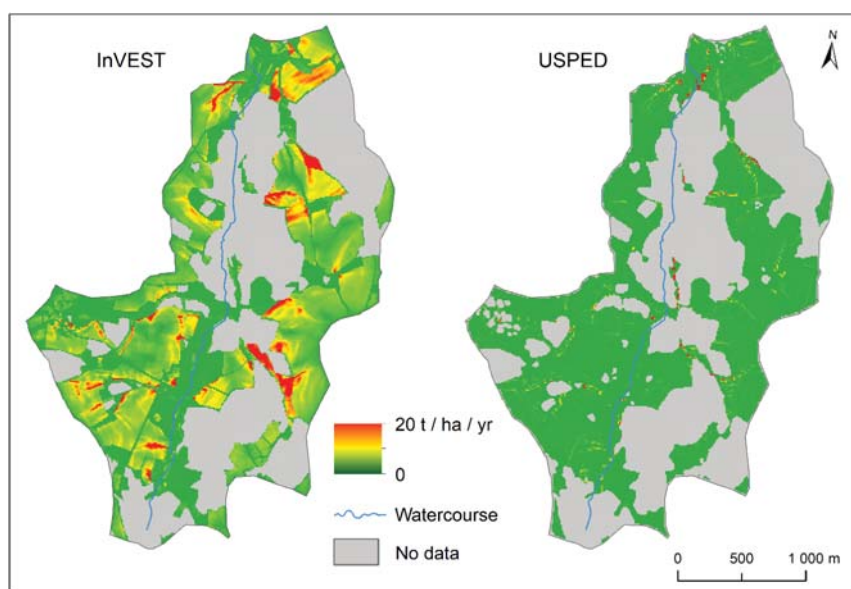 InVEST
USPED
N
20 t / ha / yr
0
Watercourse
No data
0 500 1 000 m